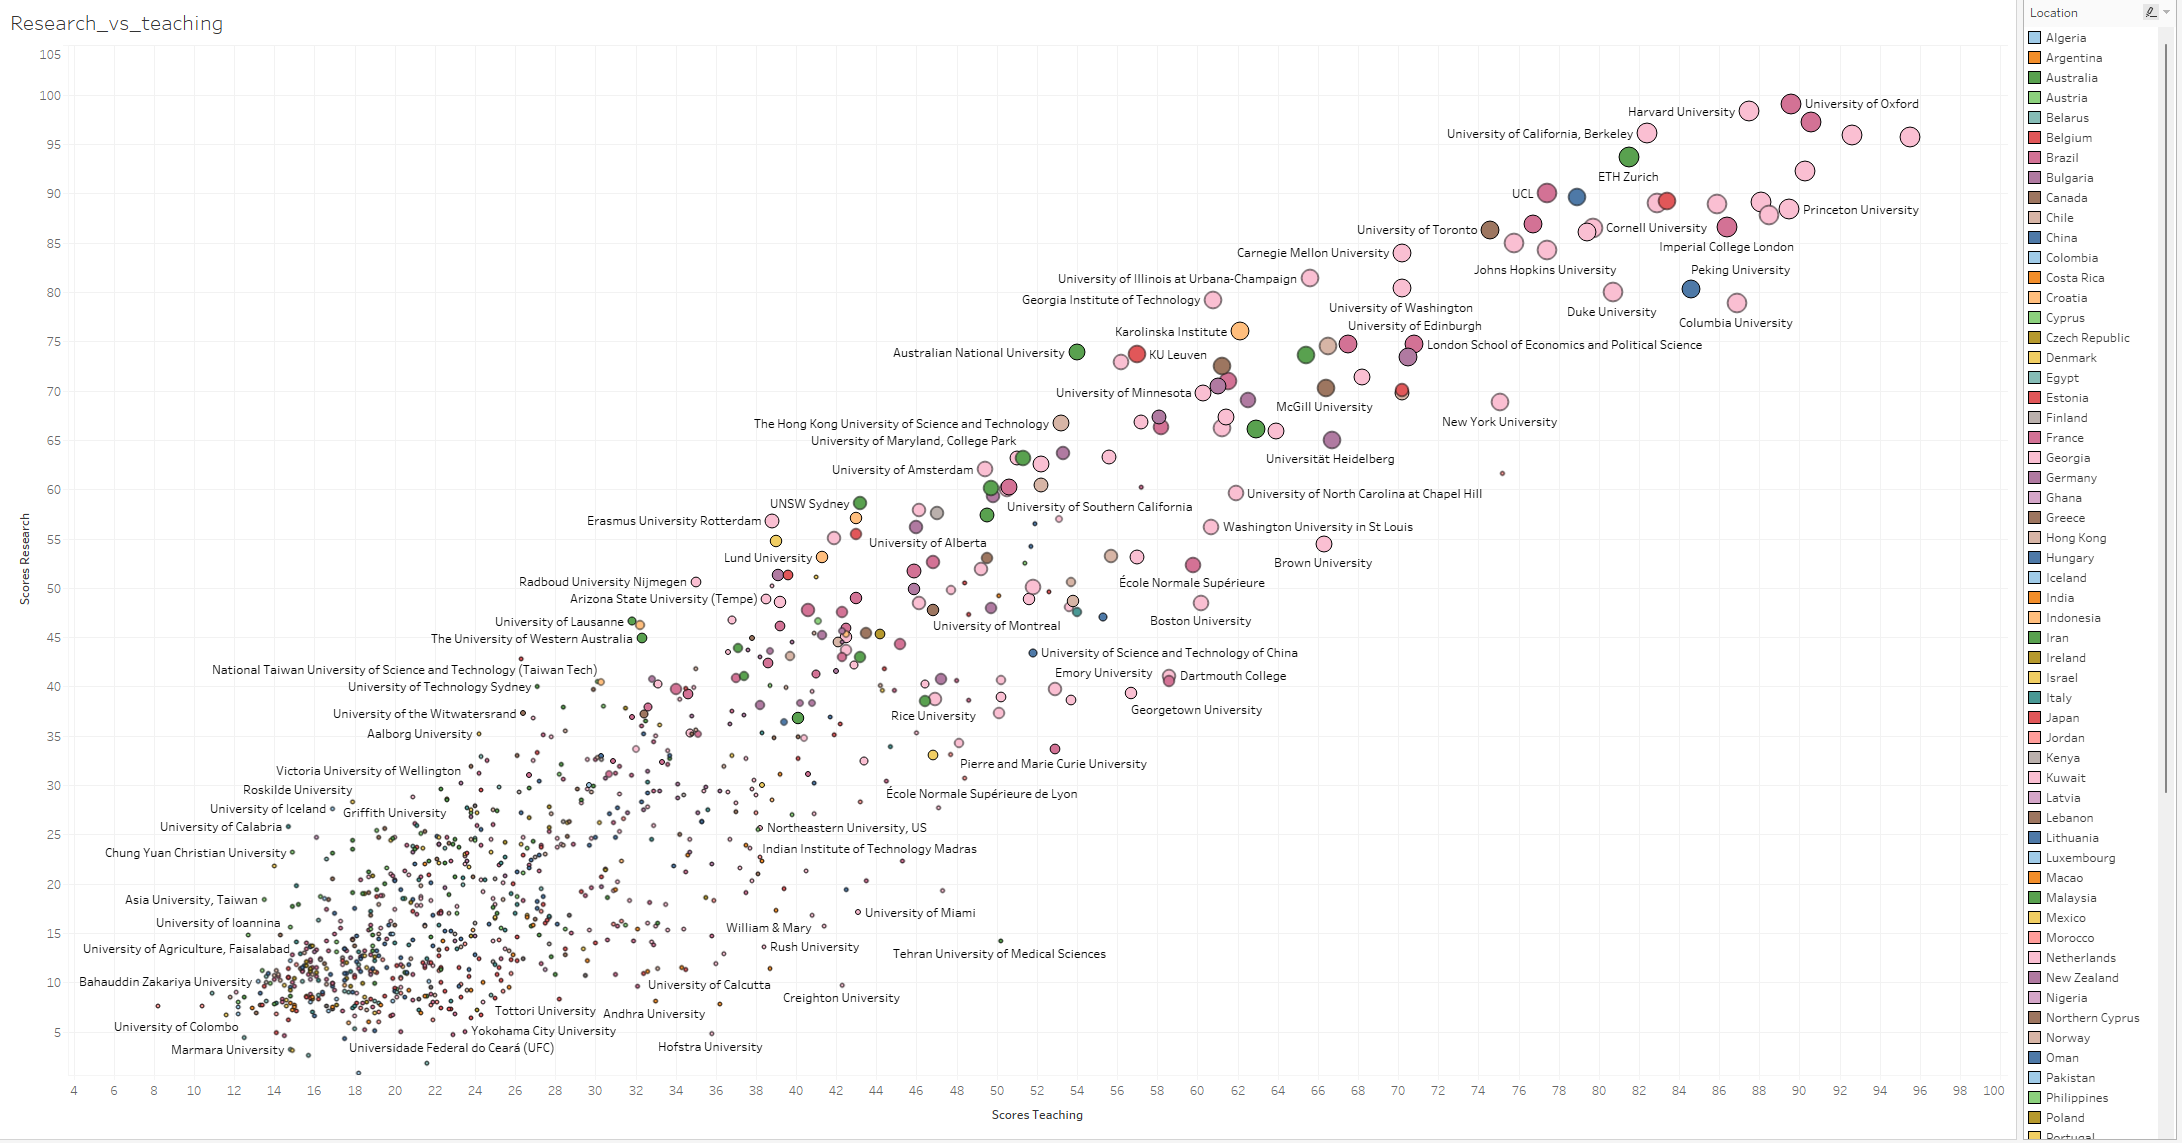 Research_vs_teaching
105
100
95
90
85
80
75
70
65
60
55
50
45
40
35
30
25
20
15
10
5
Scores Research
University of Oxford
Harvard University
University of California, Berkeley
ETH Zurich
UCL
Princeton University
University of Toronto
Cornell University
Imperial College London
Carnegie Mellon University
Johns Hopkins University
Peking University
University of Illinois at Urbana-Champaign
Georgia Institute of Technology
University of Washington
Duke University
Columbia University
University of Edinburgh
Karolinska Institute
London School of Economics and Political Science
Australian National University
KU Leuven
University of Minnesota
McGill University
New York University
The Hong Kong University of Science and Technology
University of Maryland, College Park
Universität Heidelberg
University of Amsterdam
University of North Carolina at Chapel Hill
UNSW Sydney
University of Southern California
Erasmus University Rotterdam
Washington University in St Louis
University of Alberta
Lund University
Brown University
Radboud University Nijmegen
École Normale Supérieure
Arizona State University (Tempe)
University of Lausanne
University of Montreal
Boston University
The University of Western Australia
University of Science and Technology of China
National Taiwan University of Science and Technology (Taiwan Tech)
Emory University
Dartmouth College
University of Technology Sydney
Georgetown University
University of the Witwatersrand
Rice University
Aalborg University
Pierre and Marie Curie University
Victoria University of Wellington
Roskilde University
École Normale Supérieure de Lyon
University of Iceland
Griffith University
University of Calabria
Northeastern University, US
Chung Yuan Christian University
Indian Institute of Technology Madras
Asia University, Taiwan
University of Miami
University of Ioannina
William & Mary
University of Agriculture, Faisalabad
Rush University
Tehran University of Medical Sciences
Bahauddin Zakariya University
University of Calcutta
Creighton University
Tottori University
Andhra University
University of Colombo
Yokohama City University
Marmara University
Universidade Federal do Ceará (UFC)
Hofstra University
4 6 8 10 12 14 16 18 20 22 24 26 28 30 32 34 36 38 40 42 44 46 48 50 52 54 56 58 60 62 64 66 68 70 72 74 76 78 80 82 84 86 88 90 92 94 96 98 100
Scores Teaching
Location
Algeria
Argentina
Australia
Austria
Belarus
Belgium
Brazil
Bulgaria
Canada
Chile
China
Colombia
Costa Rica
Croatia
Cyprus
Czech Republic
Denmark
Egypt
Estonia
Finland
France
Georgia
Germany
Ghana
Greece
Hong Kong
Hungary
Iceland
India
Indonesia
Iran
Ireland
Israel
Italy
Japan
Jordan
Kenya
Kuwait
Latvia
Lebanon
Lithuania
Luxembourg
Macao
Malaysia
Mexico
Morocco
Netherlands
New Zealand
Nigeria
Northern Cyprus
Norway
Oman
Pakistan
Philippines
Poland
Portugal